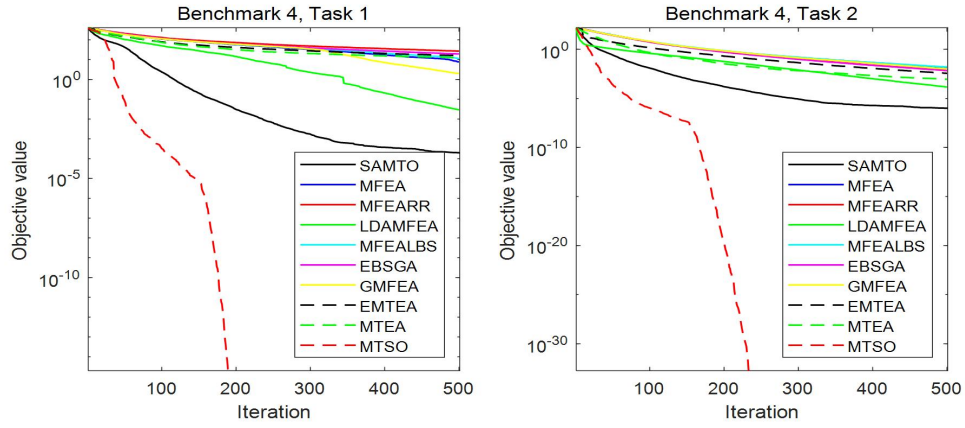 Benchmark 4, Task 1
Objective value
10^0
10^-5
10^-10
SAMTO
MFEA
MFEARR
LDAMFEA
MFEALBS
EBSGA
GMFEA
EMTEA
MTEA
MTSO
100 200 300 400 500
Iteration
Benchmark 4, Task 2
Objective value
10^0
10^-10
10^-20
10^-30
SAMTO
MFEA
MFEARR
LDAMFEA
MFEALBS
EBSGA
GMFEA
EMTEA
MTEA
MTSO
100 200 300 400 500
Iteration